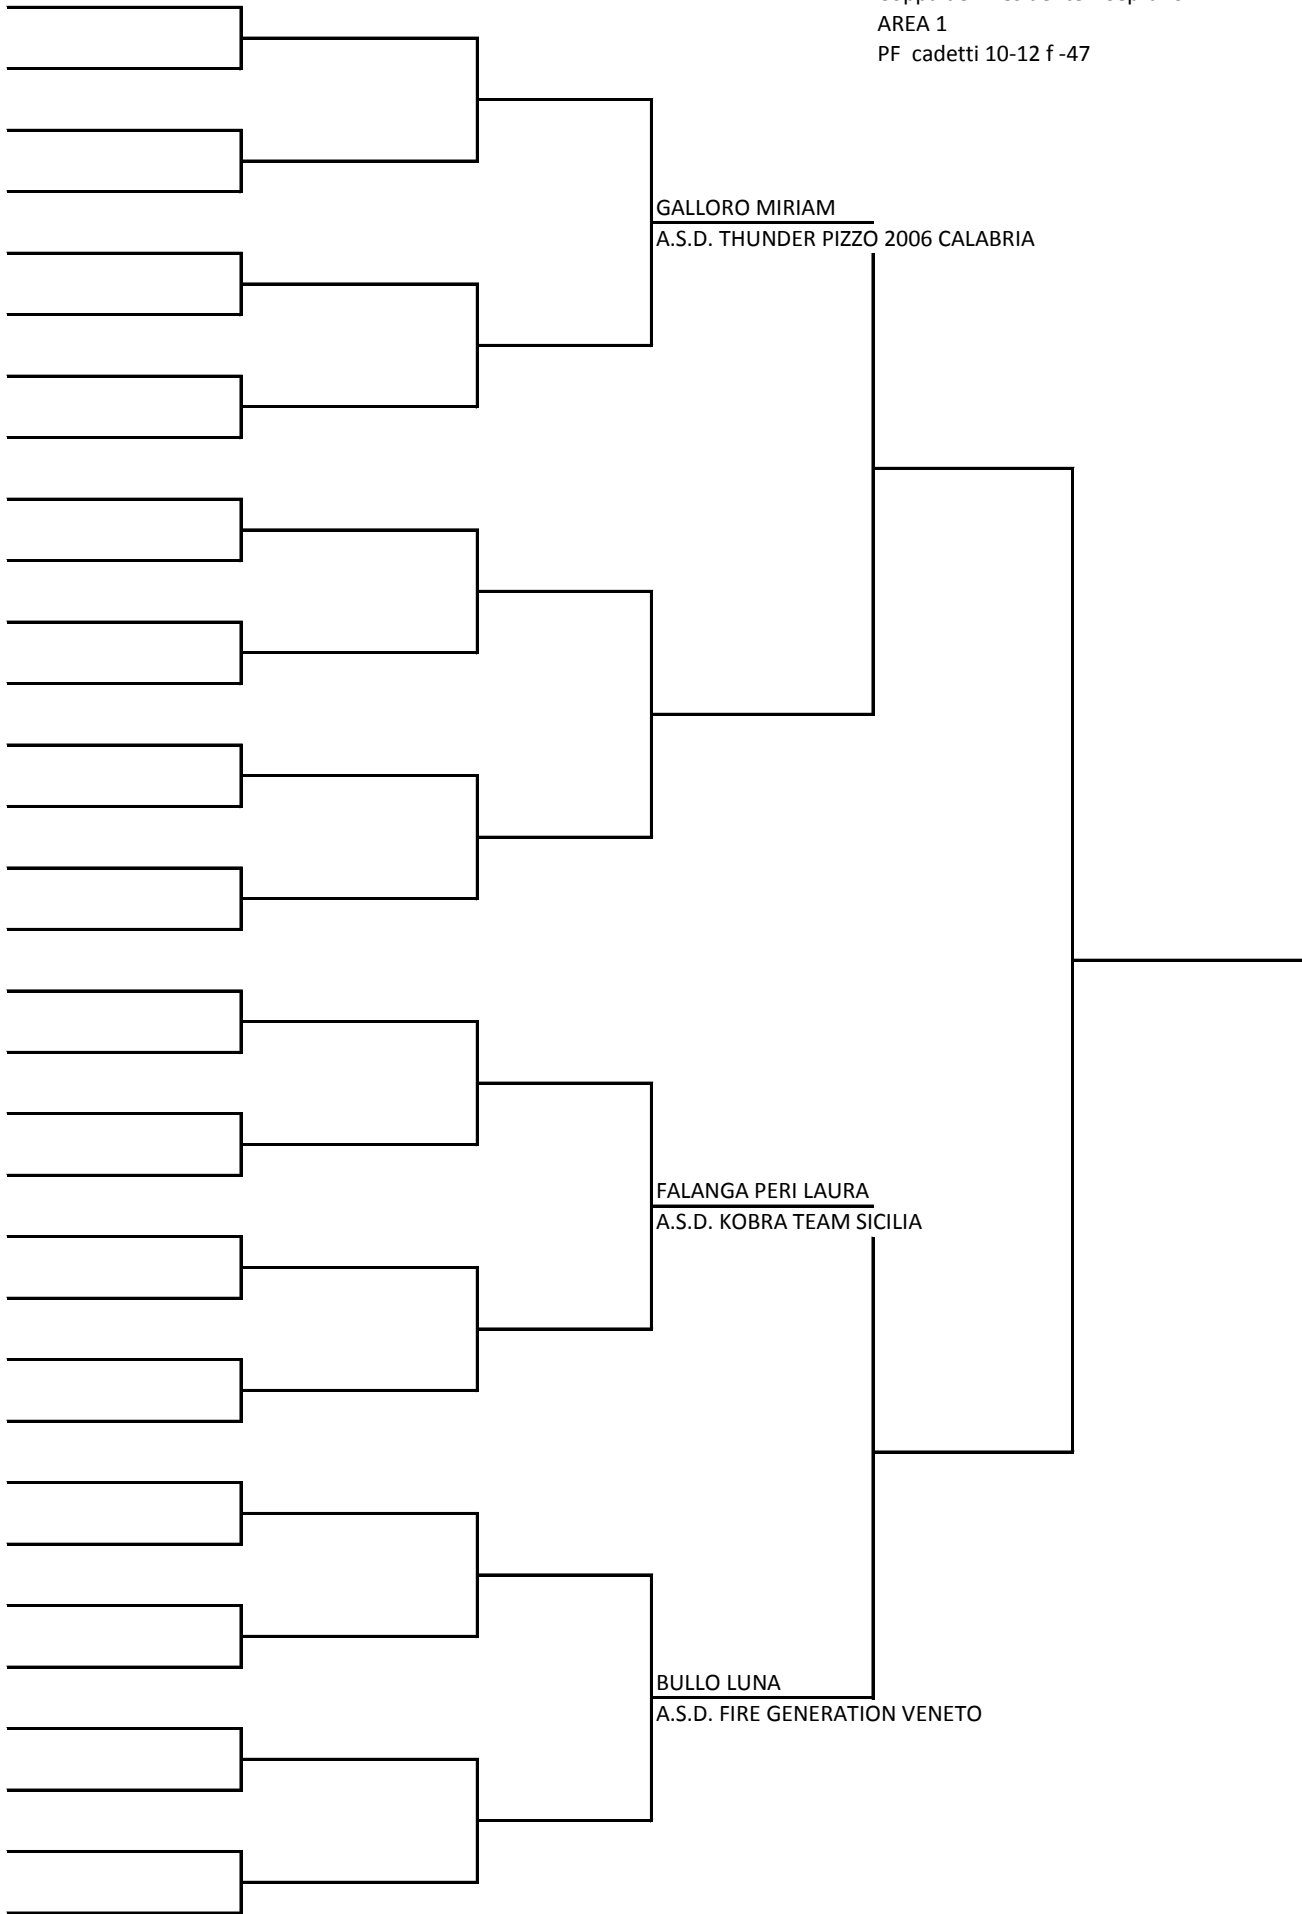 AREA 1
PF cadetti 10-12 f -47
GALLORO MIRIAM
A.S.D. THUNDER PIZZO 2006 CALABRIA
FALANGA PERI LAURA
A.S.D. KOBRA TEAM SICILIA
BULLO LUNA
A.S.D. FIRE GENERATION VENETO